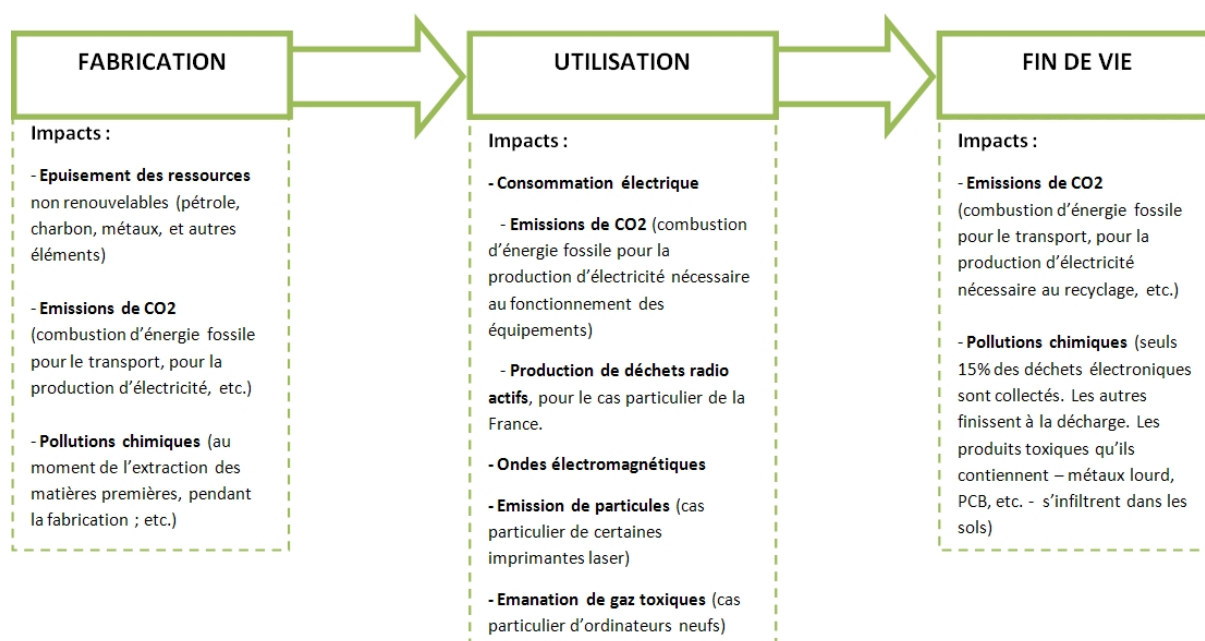 FABRICATION
Impacts :
- Epuisement des ressources
non renouvelables (pétrole,
charbon, métaux, et autres
éléments)
- Emissions de CO2
(combustion d’énergie fossile
pour le transport, pour la
production d’électricité, etc.)
- Pollutions chimiques (au
moment de l’extraction des
matières premières, pendant
la fabrication ; etc.)
UTILISATION
Impacts :
- Consommation électrique
- Emissions de CO2 (combustion
d’énergie fossile pour la
production d’électricité nécessaire
au fonctionnement des
équipements)
- Production de déchets radio
actifs, pour le cas particulier de la
France.
- Ondes électromagnétiques
- Emission de particules (cas
particulier de certaines
imprimantes laser)
- Emanation de gaz toxiques (cas
particulier d’ordinateurs neufs)
FIN DE VIE
Impacts :
- Emissions de CO2
(combustion d’énergie fossile
pour le transport, pour la
production d’électricité
nécessaire au recyclage, etc.)
- Pollutions chimiques (seuls
15% des déchets électroniques
sont collectés. Les autres
finissent à la décharge. Les
produits toxiques qu’ils
contiennent – métaux lourd,
PCB, etc. - s’infiltrent dans les
sols)